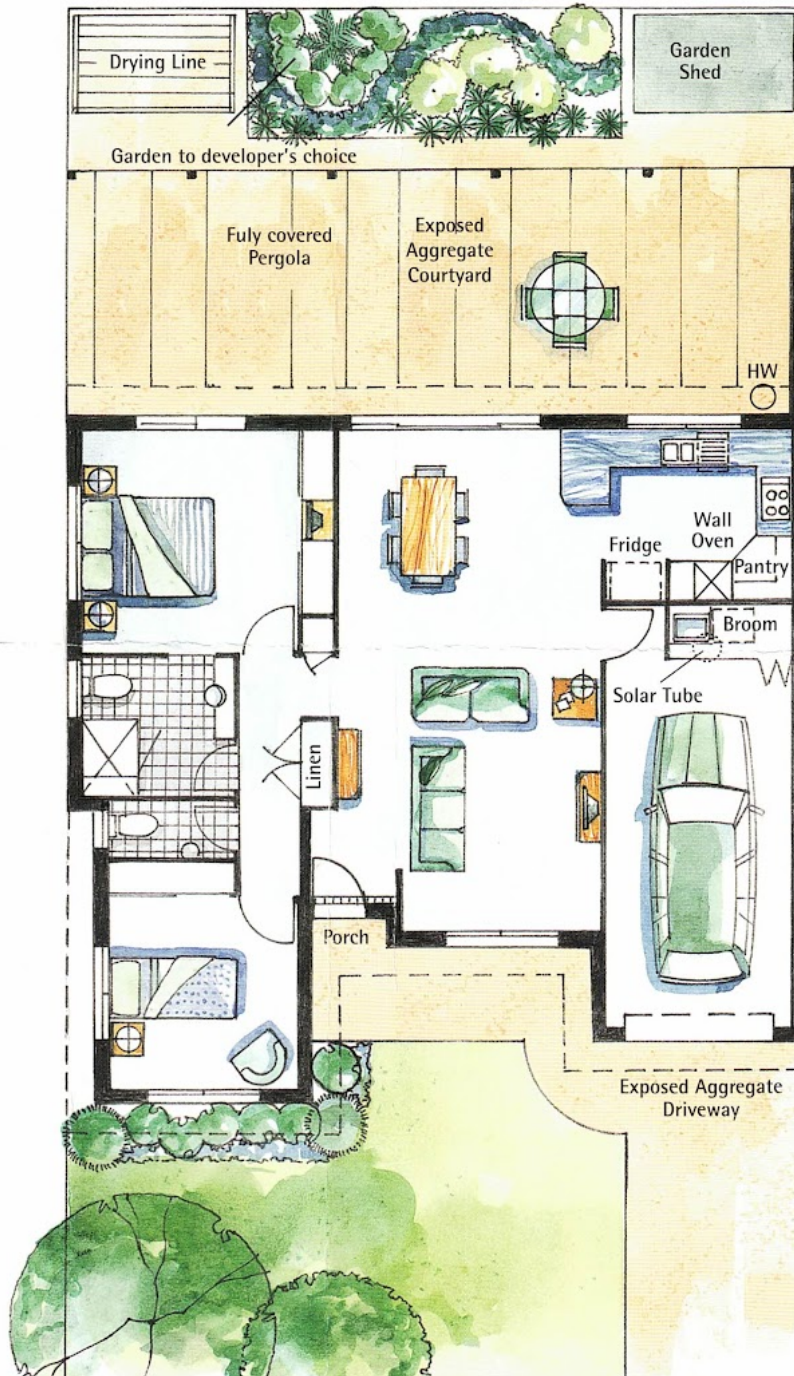 Drying Line
Garden
Shed
Garden to developer's choice
Fuly covered
Pergola
Exposed
Aggregate
Courtyard
HW
Wall
Oven
Fridge
Pantry
Broom
Solar Tube
Linen
Porch
Exposed Aggregate
Driveway